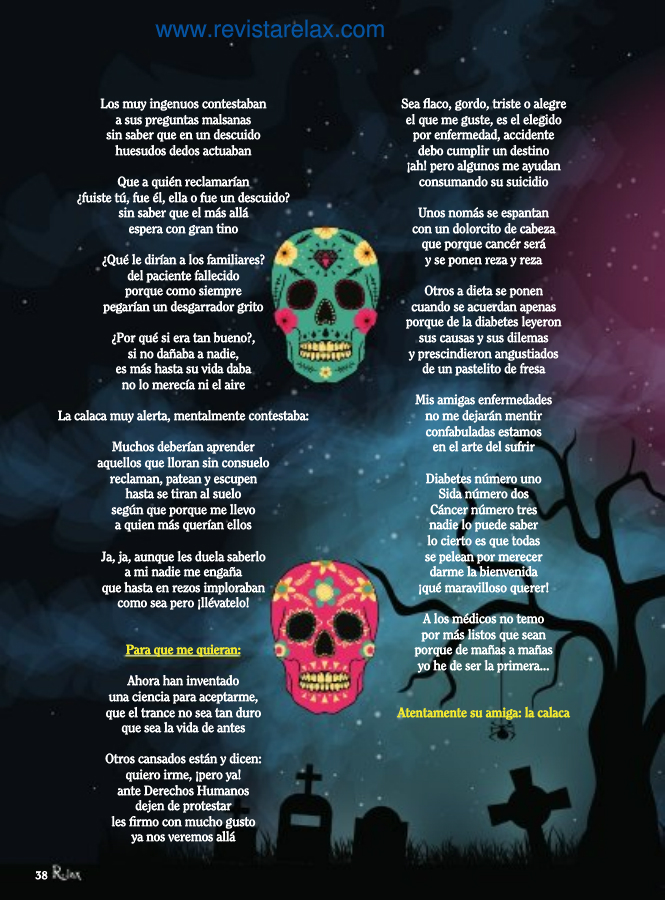 www.revistarelax.com
Los muy ingenuos contestaban
a sus preguntas malsanas
sin saber que en un descuido
huesudos dedos actuaban
Que a quién reclamarían
¿fuiste tú, fue él, ella o fue un descuido?
sin saber que el más allá
espera con gran tino
¿Qué le dirían a los familiares?
del paciente fallecido
porque como siempre
pegarían un desgarrador grito
¿Por qué si era tan bueno?,
si no dañaba a nadie,
es más hasta su vida daba
no lo merecía ni el aire
La calaca muy alerta, mentalmente contestaba:
Muchos deberían aprender
aquellos que lloran sin consuelo
reclaman, patean y escupen
hasta se tiran al suelo
según que porque me llevo
a quien más querían ellos
Ja, ja, aunque les duela saberlo
a mi nadie me engaña
que hasta en rezos imploraban
como sea pero ¡llévatelo!
Para que me quieran:
Ahora han inventado
una ciencia para aceptarme,
que el trance no sea tan duro
que sea la vida de antes
Otros cansados están y dicen:
quiero irme, ¡pero ya!
ante Derechos Humanos
dejen de protestar
les firmo con mucho gusto
ya nos veremos allá
Sea flaco, gordo, triste o alegre
el que me guste, es el elegido
por enfermedad, accidente
debo cumplir un destino
¡ah! pero algunos me ayudan
consumando su suicidio
Unos nomás se espantan
con un dolorcito de cabeza
que porque cancér será
y se ponen reza y reza
Otros a dieta se ponen
cuando se acuerdan apenas
porque de la diabetes leyeron
sus causas y sus dilemas
y prescindieron angustiados
de un pastelito de fresa
Mis amigas enfermedades
no me dejarán mentir
confabuladas estamos
en el arte del sufrir
Diabetes número uno
Sida número dos
Cáncer número tres
nadie lo puede saber
lo cierto es que todas
se pelean por merecer
darme la bienvenida
¡qué maravilloso querer!
A los médicos no temo
por más listos que sean
porque de mañas a mañas
yo he de ser la primera...
Atentamente su amiga: la calaca
38 Relax